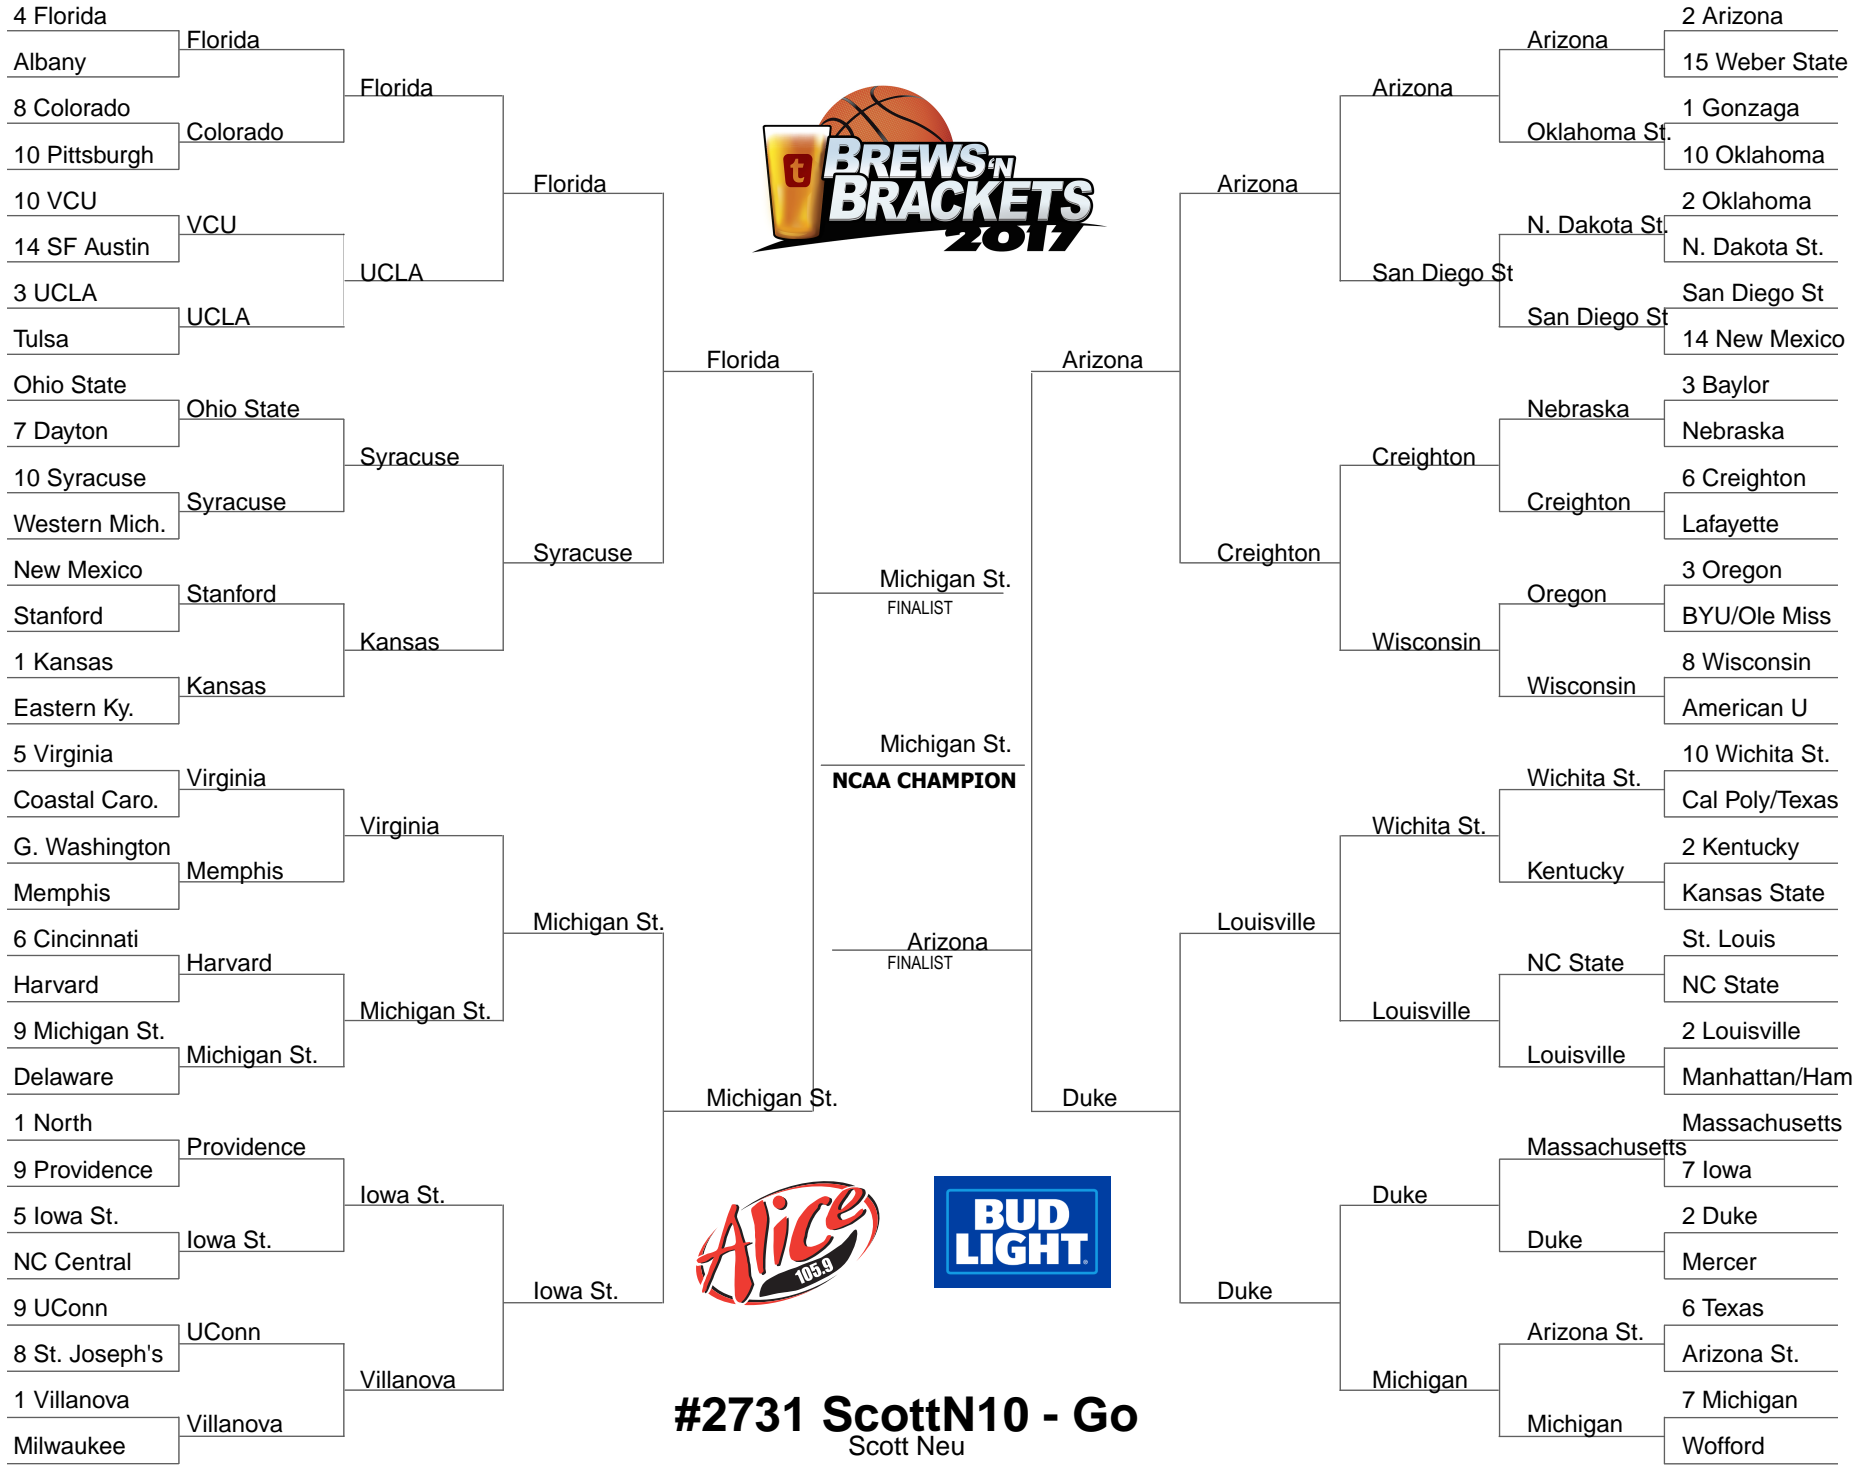 4 Florida
Albany
8 Colorado
10 Pittsburgh
10 VCU
14 SF Austin
3 UCLA
Tulsa
Ohio State
7 Dayton
10 Syracuse
Western Mich.
New Mexico
Stanford
1 Kansas
Eastern Ky.
5 Virginia
Coastal Caro.
G. Washington
Memphis
6 Cincinnati
Harvard
9 Michigan St.
Delaware
1 North
9 Providence
5 Iowa St.
NC Central
9 UConn
8 St. Joseph's
1 Villanova
Milwaukee
Florida
Colorado
VCU
UCLA
Ohio State
Syracuse
Stanford
Kansas
Virginia
Memphis
Harvard
Michigan St.
Providence
Iowa St.
UConn
Villanova
Florida
UCLA
Syracuse
Kansas
Virginia
Michigan St.
Iowa St.
Villanova
Florida
Syracuse
Michigan St.
Iowa St.
Florida
Michigan St.
t
BREWS 'N
BRACKETS
2017
Michigan St.
FINALIST
Michigan St.
NCAA CHAMPION
Arizona
FINALIST
Alice
105.9
BUD
LIGHT
#2731 ScottN10 - Go
Scott Neu
Arizona
Duke
Arizona
Creighton
Louisville
Duke
Arizona
San Diego St
Creighton
Wisconsin
Wichita St.
Louisville
Duke
Michigan
Arizona
Oklahoma St.
N. Dakota St.
San Diego St
Nebraska
Creighton
Oregon
Wisconsin
Wichita St.
Kentucky
NC State
Louisville
Massachusetts
Duke
Arizona St.
Michigan
2 Arizona
15 Weber State
1 Gonzaga
10 Oklahoma
2 Oklahoma
N. Dakota St.
San Diego St
14 New Mexico
3 Baylor
Nebraska
6 Creighton
Lafayette
3 Oregon
BYU/Ole Miss
8 Wisconsin
American U
10 Wichita St.
Cal Poly/Texas
2 Kentucky
Kansas State
St. Louis
NC State
2 Louisville
Manhattan/Ham
Massachusetts
7 Iowa
2 Duke
Mercer
6 Texas
Arizona St.
7 Michigan
Wofford